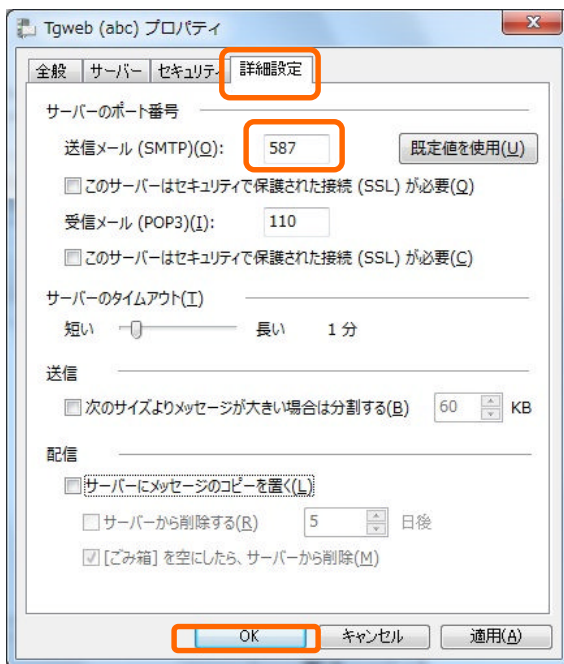 Tgweb (abc) プロパティ
全般 サーバー セキュリティ 詳細設定
サーバーのポート番号
送信メール (SMTP)(O): 587 既定値を使用(U)
このサーバーはセキュリティで保護された接続 (SSL) が必要(Q)
受信メール (POP3)(I): 110
このサーバーはセキュリティで保護された接続 (SSL) が必要(C)
サーバーのタイムアウト(T)
短い 長い 1 分
送信
次のサイズよりメッセージが大きい場合は分割する(B) 60 KB
配信
サーバーにメッセージのコピーを置く(L)
サーバーから削除する(R) 5 日後
[ごみ箱] を空にしたら、サーバーから削除(M)
OK キャンセル 適用(A)